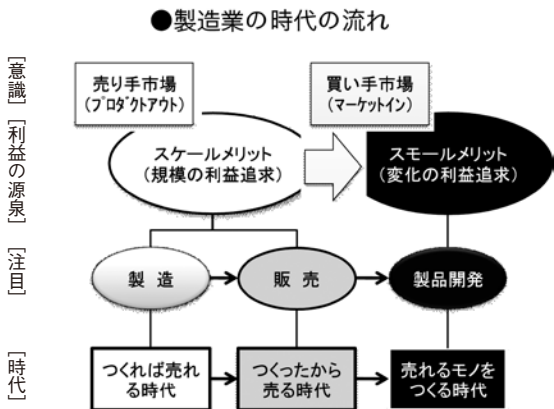 ●製造業の時代の流れ
[意識]
売り手市場
(プロダクトアウト)
買い手市場
(マーケットイン)
[利益の源泉]
スケールメリット
(規模の利益追求)
スモールメリット
(変化の利益追求)
[注目]
製 造
販 売
製品開発
[時代]
つくれば売れ
る時代
つくったから
売る時代
売れるモノを
つくる時代